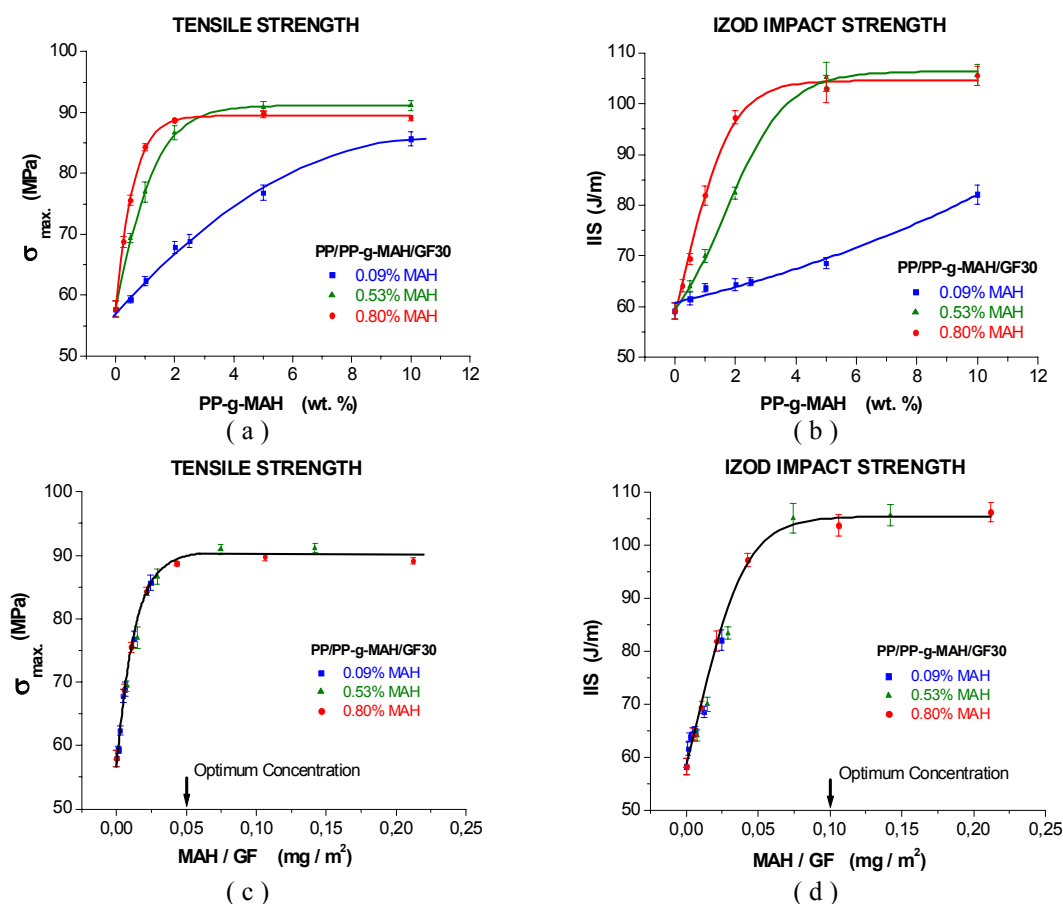 TENSILE STRENGTH
100
90
80
70
60
50
σ max. (MPa)
PP/PP-g-MAH/GF30
0.09% MAH
0.53% MAH
0.80% MAH
0 2 4 6 8 10 12
PP-g-MAH (wt. %)
( a )
IZOD IMPACT STRENGTH
110
100
90
80
70
60
50
IIS (J/m)
PP/PP-g-MAH/GF30
0.09% MAH
0.53% MAH
0.80% MAH
0 2 4 6 8 10 12
PP-g-MAH (wt. %)
( b )
TENSILE STRENGTH
100
90
80
70
60
50
σ max. (MPa)
PP/PP-g-MAH/GF30
0.09% MAH
0.53% MAH
0.80% MAH
Optimum Concentration
0,00 0,05 0,10 0,15 0,20 0,25
MAH / GF (mg / m²)
( c )
IZOD IMPACT STRENGTH
110
100
90
80
70
60
50
IIS (J/m)
PP/PP-g-MAH/GF30
0.09% MAH
0.53% MAH
0.80% MAH
Optimum Concentration
0,00 0,05 0,10 0,15 0,20 0,25
MAH / GF (mg / m²)
( d )